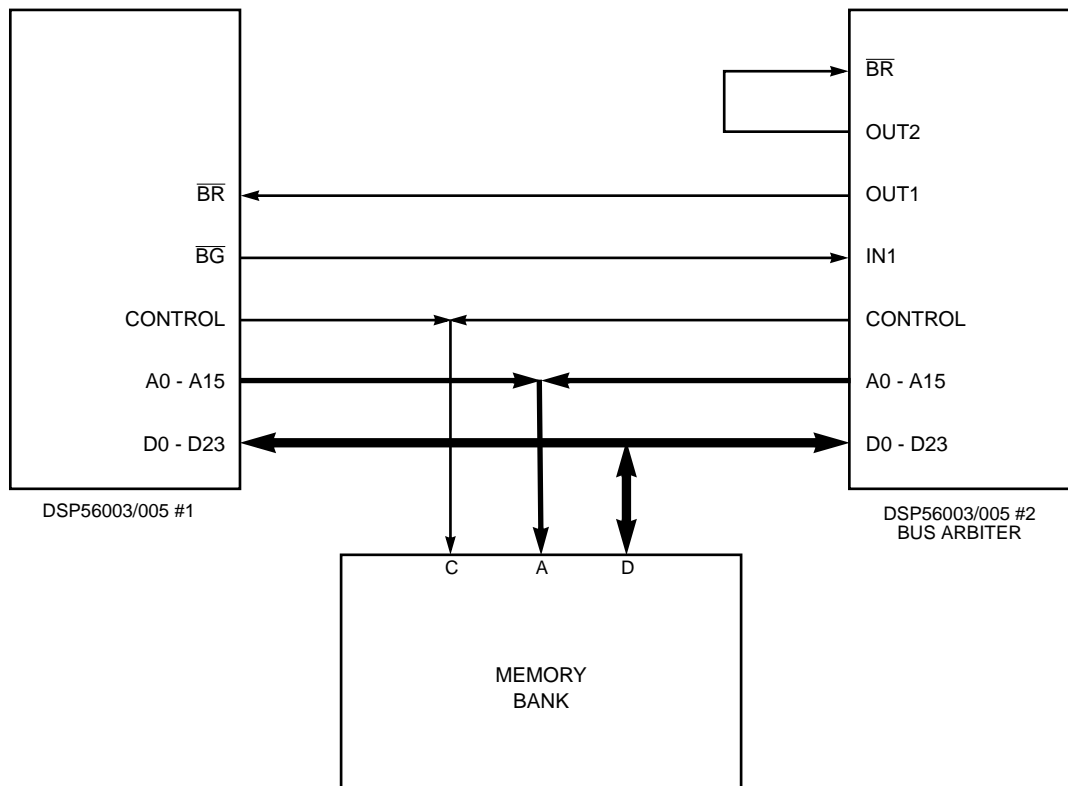 BR
OUT2
BR
OUT1
BG
IN1
CONTROL
CONTROL
A0 - A15
A0 - A15
D0 - D23
D0 - D23
DSP56003/005 #1
DSP56003/005 #2
BUS ARBITER
C
A
D
MEMORY
BANK